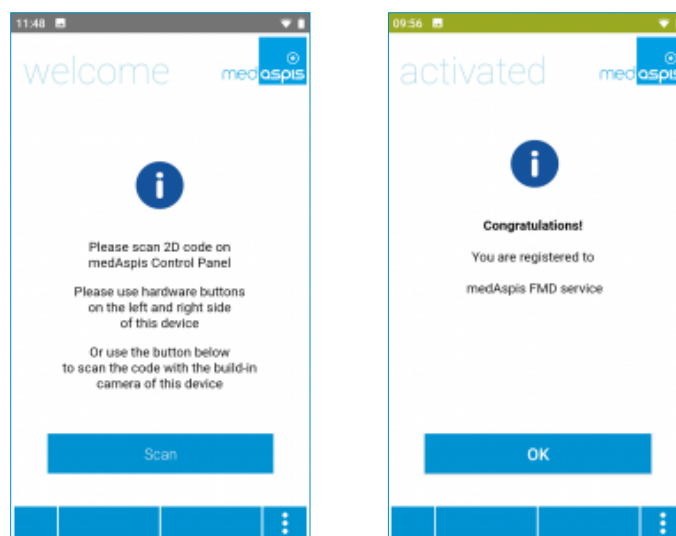 11:48
welcome
medaspis
Please scan 2D code on
medAspis Control Panel
Please use hardware buttons
on the left and right side
of this device
Or use the button below
to scan the code with the build-in
camera of this device
Scan
09:56
activated
medaspis
Congratulations!
You are registered to
medAspis FMD service
OK